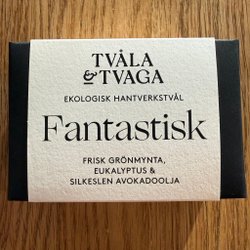 TVÅLA
& TVAGA
EKOLOGISK HANTVERKSTVÅL
Fantastisk
FRISK GRÖNMYNTA,
EUKALYPTUS &
SILKESLEN AVOKADOOLJA